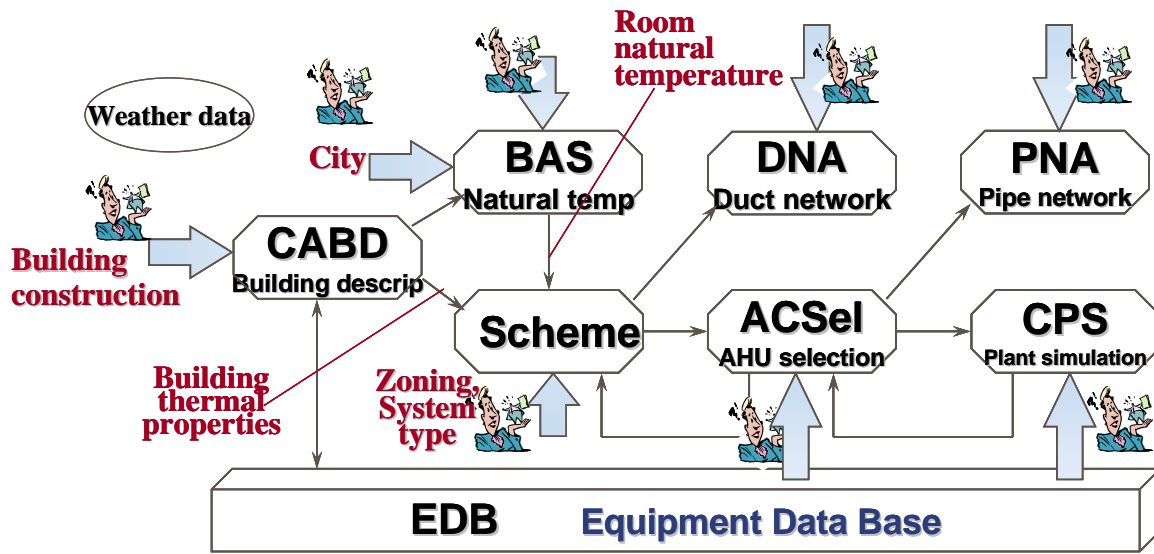 Room
natural
temperature
Weather data
City
BAS
Natural temp
DNA
Duct network
PNA
Pipe network
Building
construction
CABD
Building descrip
Scheme
ACSel
AHU selection
CPS
Plant simulation
Building
thermal
properties
Zoning,
System
type
EDB Equipment Data Base